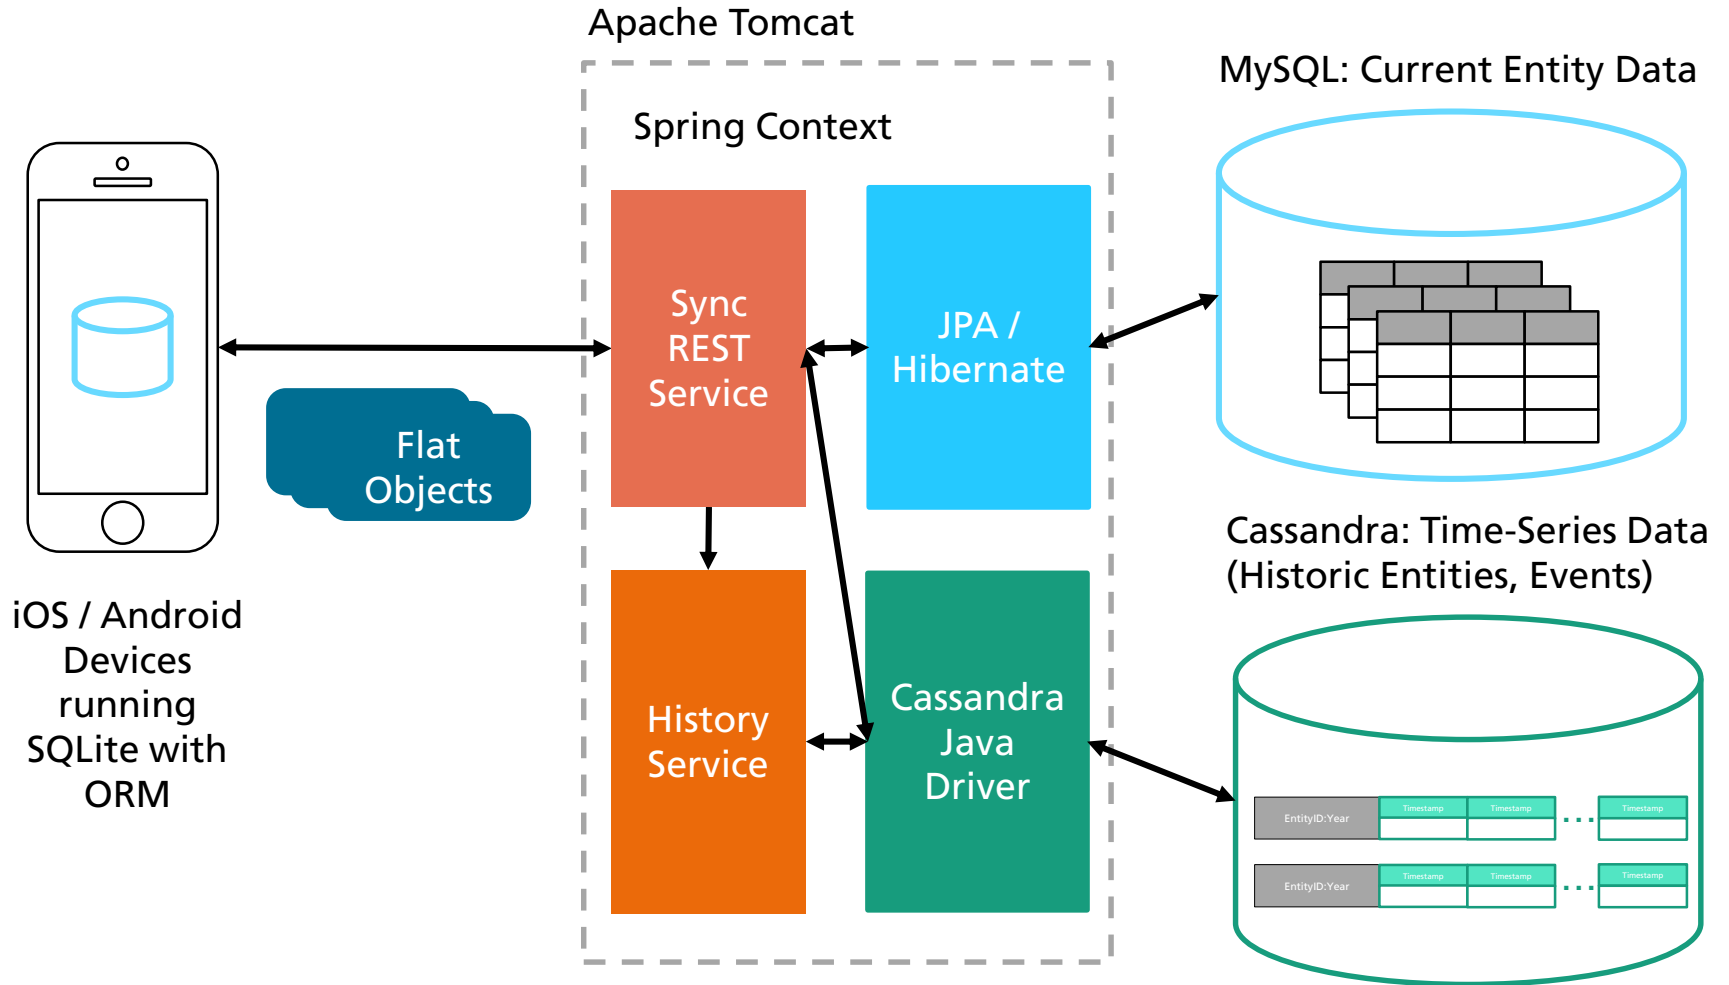 Apache Tomcat
MySQL: Current Entity Data
Spring Context
Sync
REST
Service
JPA /
Hibernate
Flat
Objects
Cassandra: Time-Series Data
(Historic Entities, Events)
iOS / Android
Devices
running
SQLite with
ORM
History
Service
Cassandra
Java
Driver
EntityID:Year Timestamp Timestamp ... Timestamp
EntityID:Year Timestamp Timestamp ... Timestamp